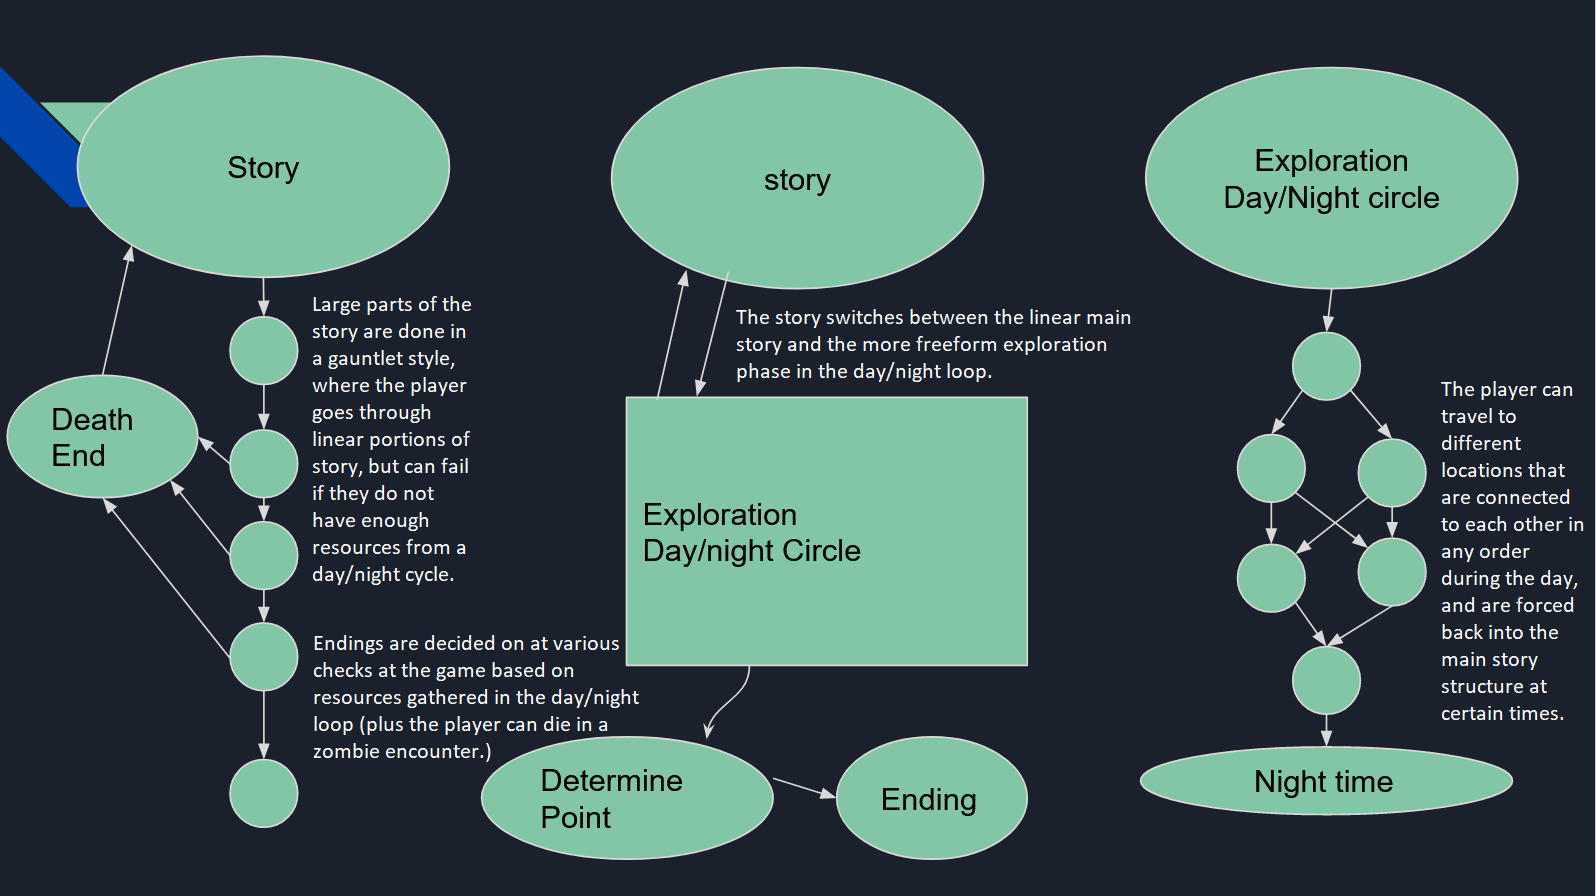 Story
Large parts of the
story are done in
a gauntlet style,
where the player
goes through
linear portions of
story, but can fail
if they do not
have enough
resources from a
day/night cycle.
Death
End
Endings are decided on at various
checks at the game based on
resources gathered in the day/night
loop (plus the player can die in a
zombie encounter.)
story
The story switches between the linear main
story and the more freeform exploration
phase in the day/night loop.
Exploration
Day/night Circle
Determine
Point
Ending
Exploration
Day/Night circle
The player can
travel to
different
locations that
are connected
to each other in
any order
during the day,
and are forced
back into the
main story
structure at
certain times.
Night time